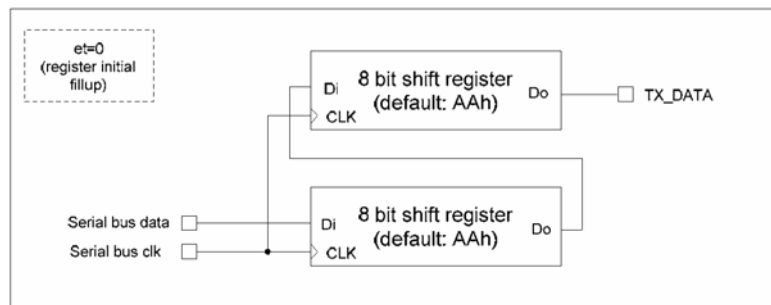 et=0
(register initial
fillup)
Di
8 bit shift register
(default: AAh)
Do
CLK
TX_DATA
Serial bus data
Serial bus clk
Di
8 bit shift register
(default: AAh)
Do
CLK